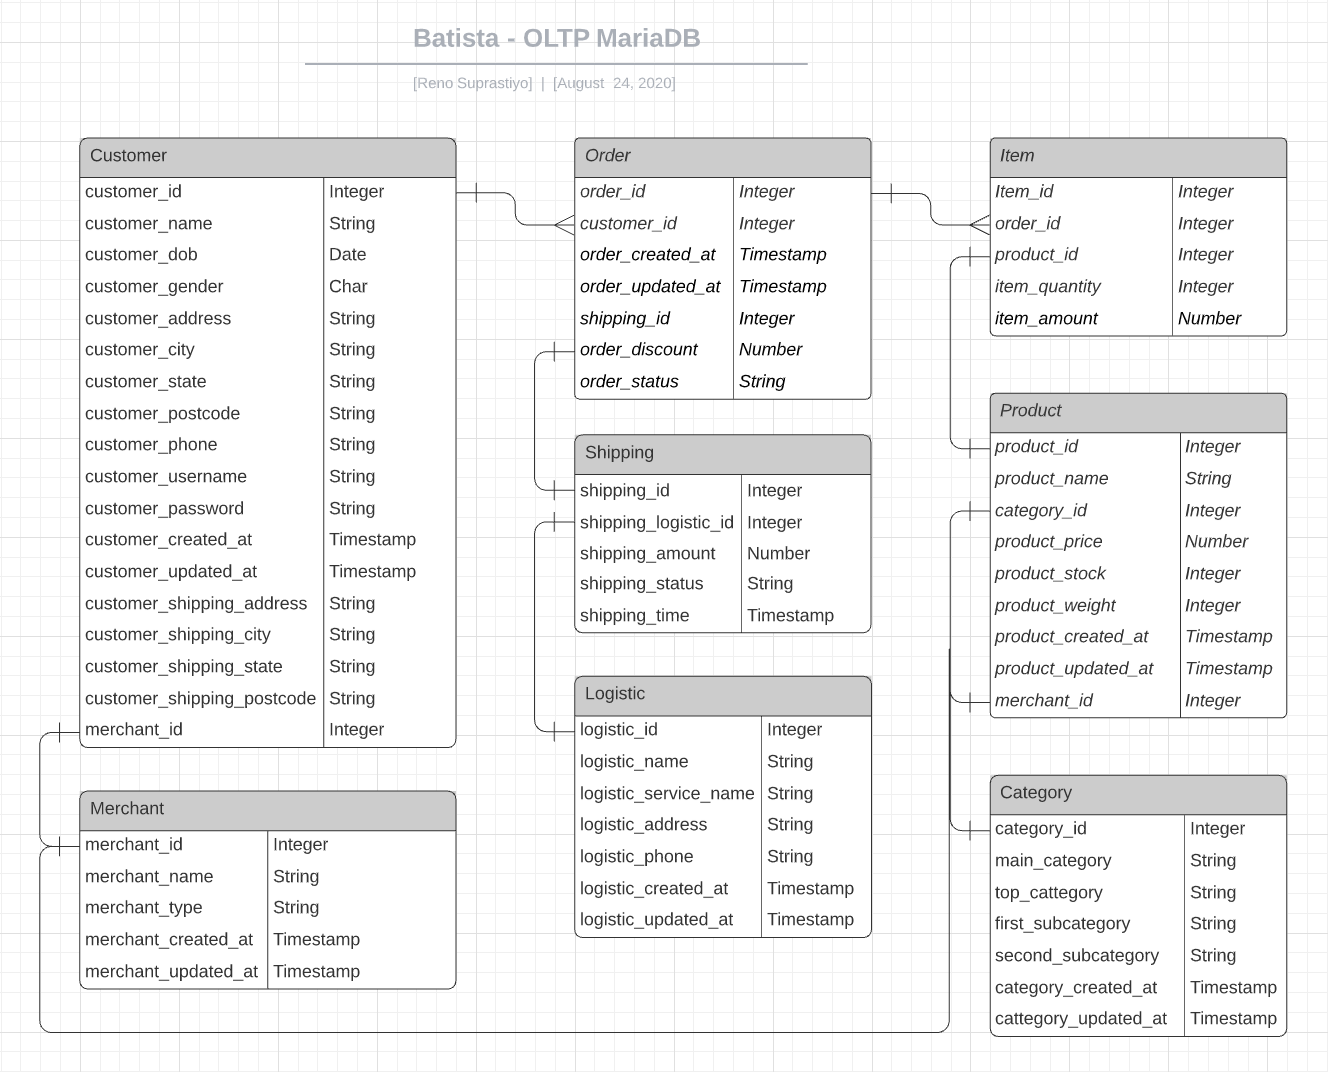 Batista - OLTP MariaDB
[Reno Suprastiyo] | [August 24, 2020]
Customer
customer_id Integer
customer_name String
customer_dob Date
customer_gender Char
customer_address String
customer_city String
customer_state String
customer_postcode String
customer_phone String
customer_username String
customer_password String
customer_created_at Timestamp
customer_updated_at Timestamp
customer_shipping_address String
customer_shipping_city String
customer_shipping_state String
customer_shipping_postcode String
merchant_id Integer
Merchant
merchant_id Integer
merchant_name String
merchant_type String
merchant_created_at Timestamp
merchant_updated_at Timestamp
Order
order_id Integer
customer_id Integer
order_created_at Timestamp
order_updated_at Timestamp
shipping_id Integer
order_discount Number
order_status String
Shipping
shipping_id Integer
shipping_logistic_id Integer
shipping_amount Number
shipping_status String
shipping_time Timestamp
Logistic
logistic_id Integer
logistic_name String
logistic_service_name String
logistic_address String
logistic_phone String
logistic_created_at Timestamp
logistic_updated_at Timestamp
Item
Item_id Integer
order_id Integer
product_id Integer
item_quantity Integer
item_amount Number
Product
product_id Integer
product_name String
category_id Integer
product_price Number
product_stock Integer
product_weight Integer
product_created_at Timestamp
product_updated_at Timestamp
merchant_id Integer
Category
category_id Integer
main_category String
top_cattegory String
first_subcategory String
second_subcategory String
category_created_at Timestamp
cattegory_updated_at Timestamp